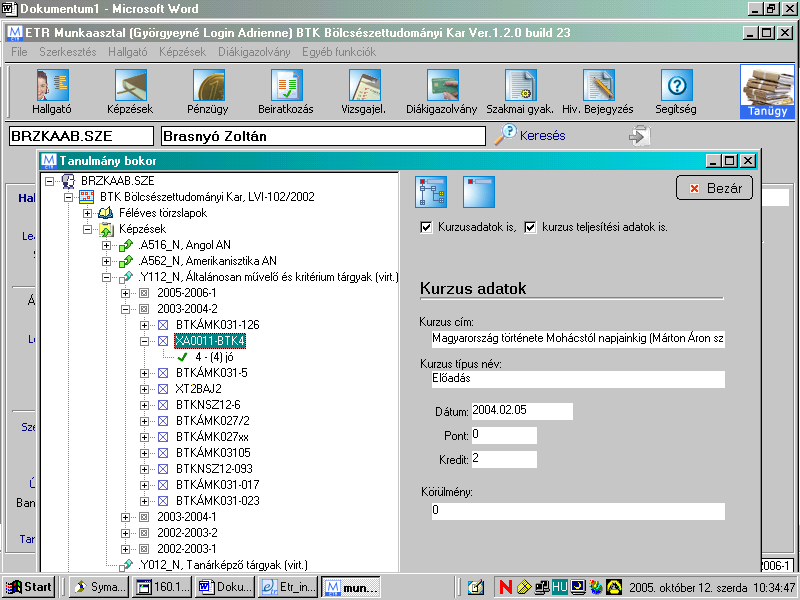 Dokumentum1 - Microsoft Word
ETR Munkaasztal (Györgyeyné Login Adrienne) BTK Bölcsészettudományi Kar Ver.1.2.0 build 23
File Szerkesztés Hallgató Képzések Diákigazolvány Egyéb funkciók
Hallgató Képzések Pénzügy Beiratkozás Vizsgajel. Diákigazolvány Szakmai gyak. Hiv. Bejegyzés Segítség Tanügy
BRZKAAB.SZE Brasnyó Zoltán Keresés
Tanulmány bokor
BRZKAAB.SZE
BTK Bölcsészettudományi Kar, LVI-102/2002
Féléves törzslapok
Képzések
.A516_N, Angol AN
.A562_N, Amerikanisztika AN
.Y112_N, Általánosan művelő és kritérium tárgyak (virt.)
2005-2006-1
2003-2004-2
BTKÁMK031-126
XA0011-BTK4
4 - (4) jó
BTKÁMK031-5
XT2BAJ2
BTKNSZ12-6
BTKÁMK027/2
BTKÁMK027xx
BTKÁMK03105
BTKNSZ12-093
BTKÁMK031-017
BTKÁMK031-023
2003-2004-1
2002-2003-2
2002-2003-1
.Y012_N, Tanárképző tárgyak (virt.)
Bezár
Kurzusadatok is, kurzus teljesítési adatok is.
Kurzus adatok
Kurzus cím:
Magyarország története Mohácstól napjainkig (Márton Áron sz
Kurzus típus név:
Előadás
Dátum: 2004.02.05
Pont: 0
Kredit: 2
Körülmény:
0
Hal
Le
Á
L
Szé
Ú
Ban
Tar
2006-1
Start Syma... 160.1... Doku... Etr_in... mun... HU 2005. október 12. szerda 10:34:47